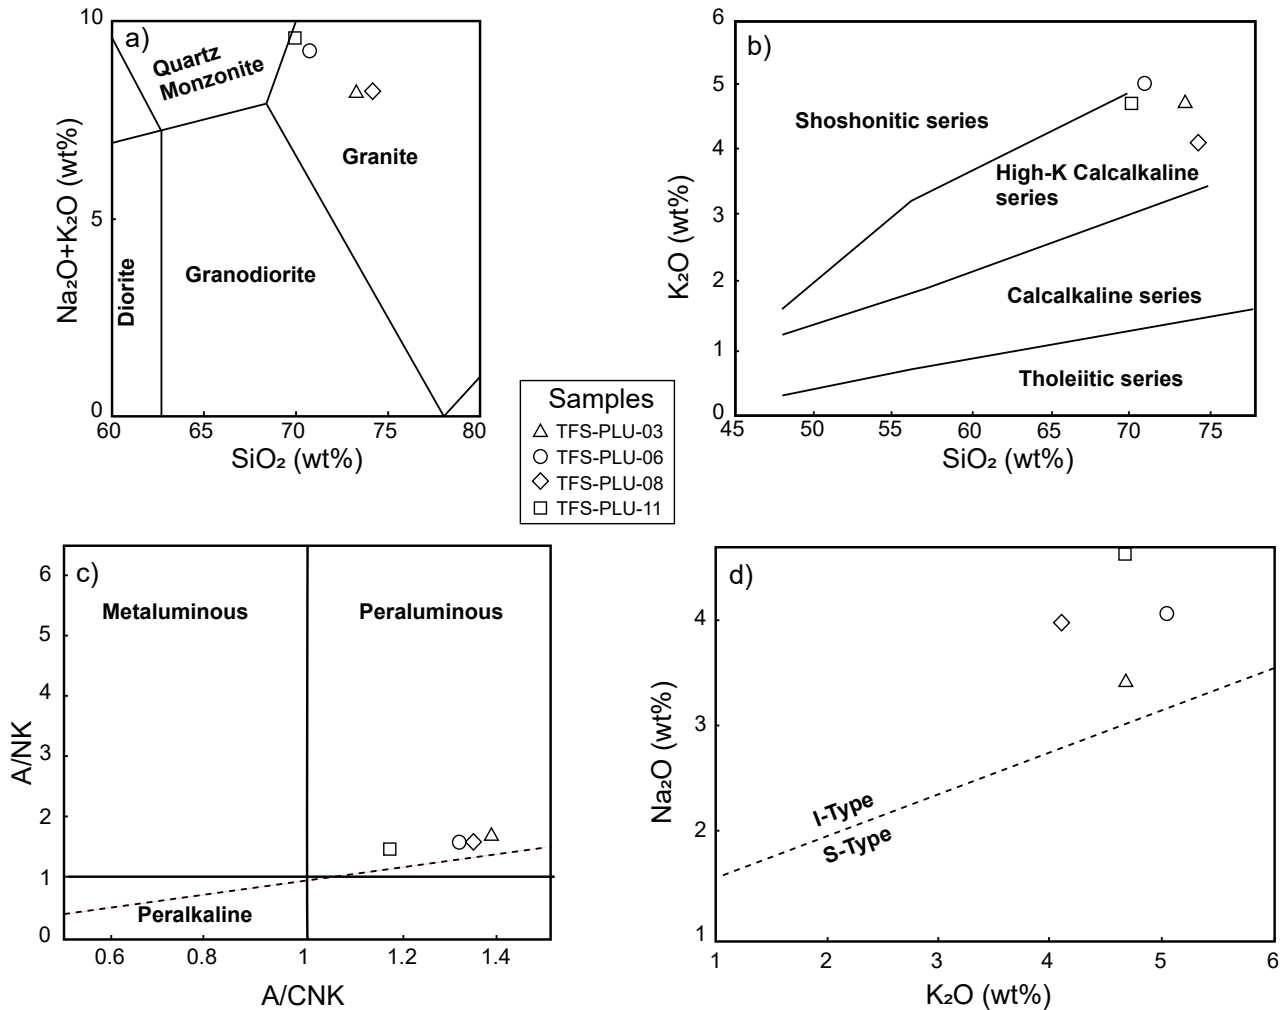 a)
10
5
0
Na₂O+K₂O (wt%)
Quartz
Monzonite
Granite
Granodiorite
Diorite
60
65
70
75
80
SiO₂ (wt%)
b)
6
5
4
3
2
1
0
K₂O (wt%)
Shoshonitic series
High-K Calcalkaline
series
Calcalkaline series
Tholeiitic series
45
50
55
60
65
70
75
SiO₂ (wt%)
Samples
TFS-PLU-03
TFS-PLU-06
TFS-PLU-08
TFS-PLU-11
c)
6
5
4
3
2
1
0
A/NK
Metaluminous
Peraluminous
Peralkaline
0.6
0.8
1
1.2
1.4
A/CNK
d)
4
3
2
1
Na₂O (wt%)
I-Type
S-Type
1
2
3
4
5
6
K₂O (wt%)